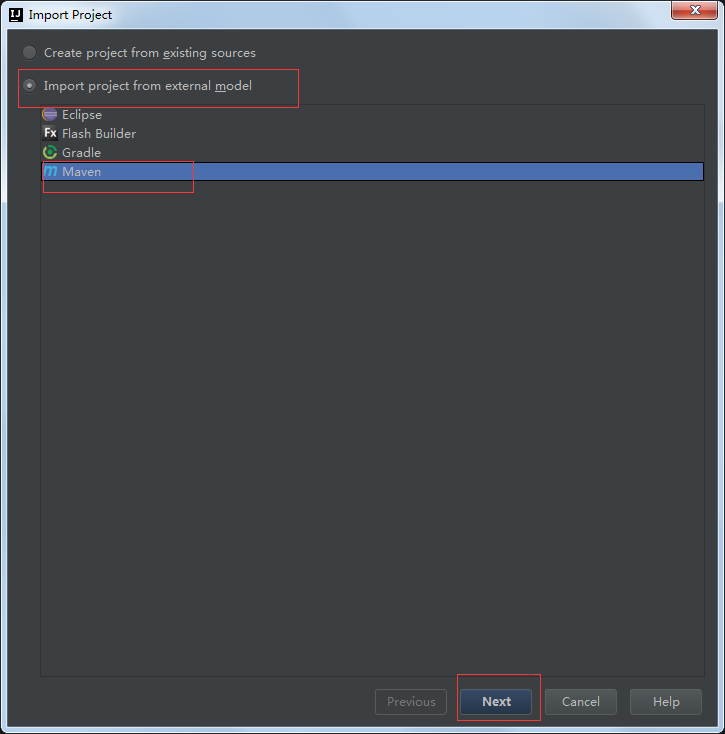 IJ Import Project
Create project from existing sources
Import project from external model
Eclipse
Fx Flash Builder
Gradle
m Maven
Previous Next Cancel Help